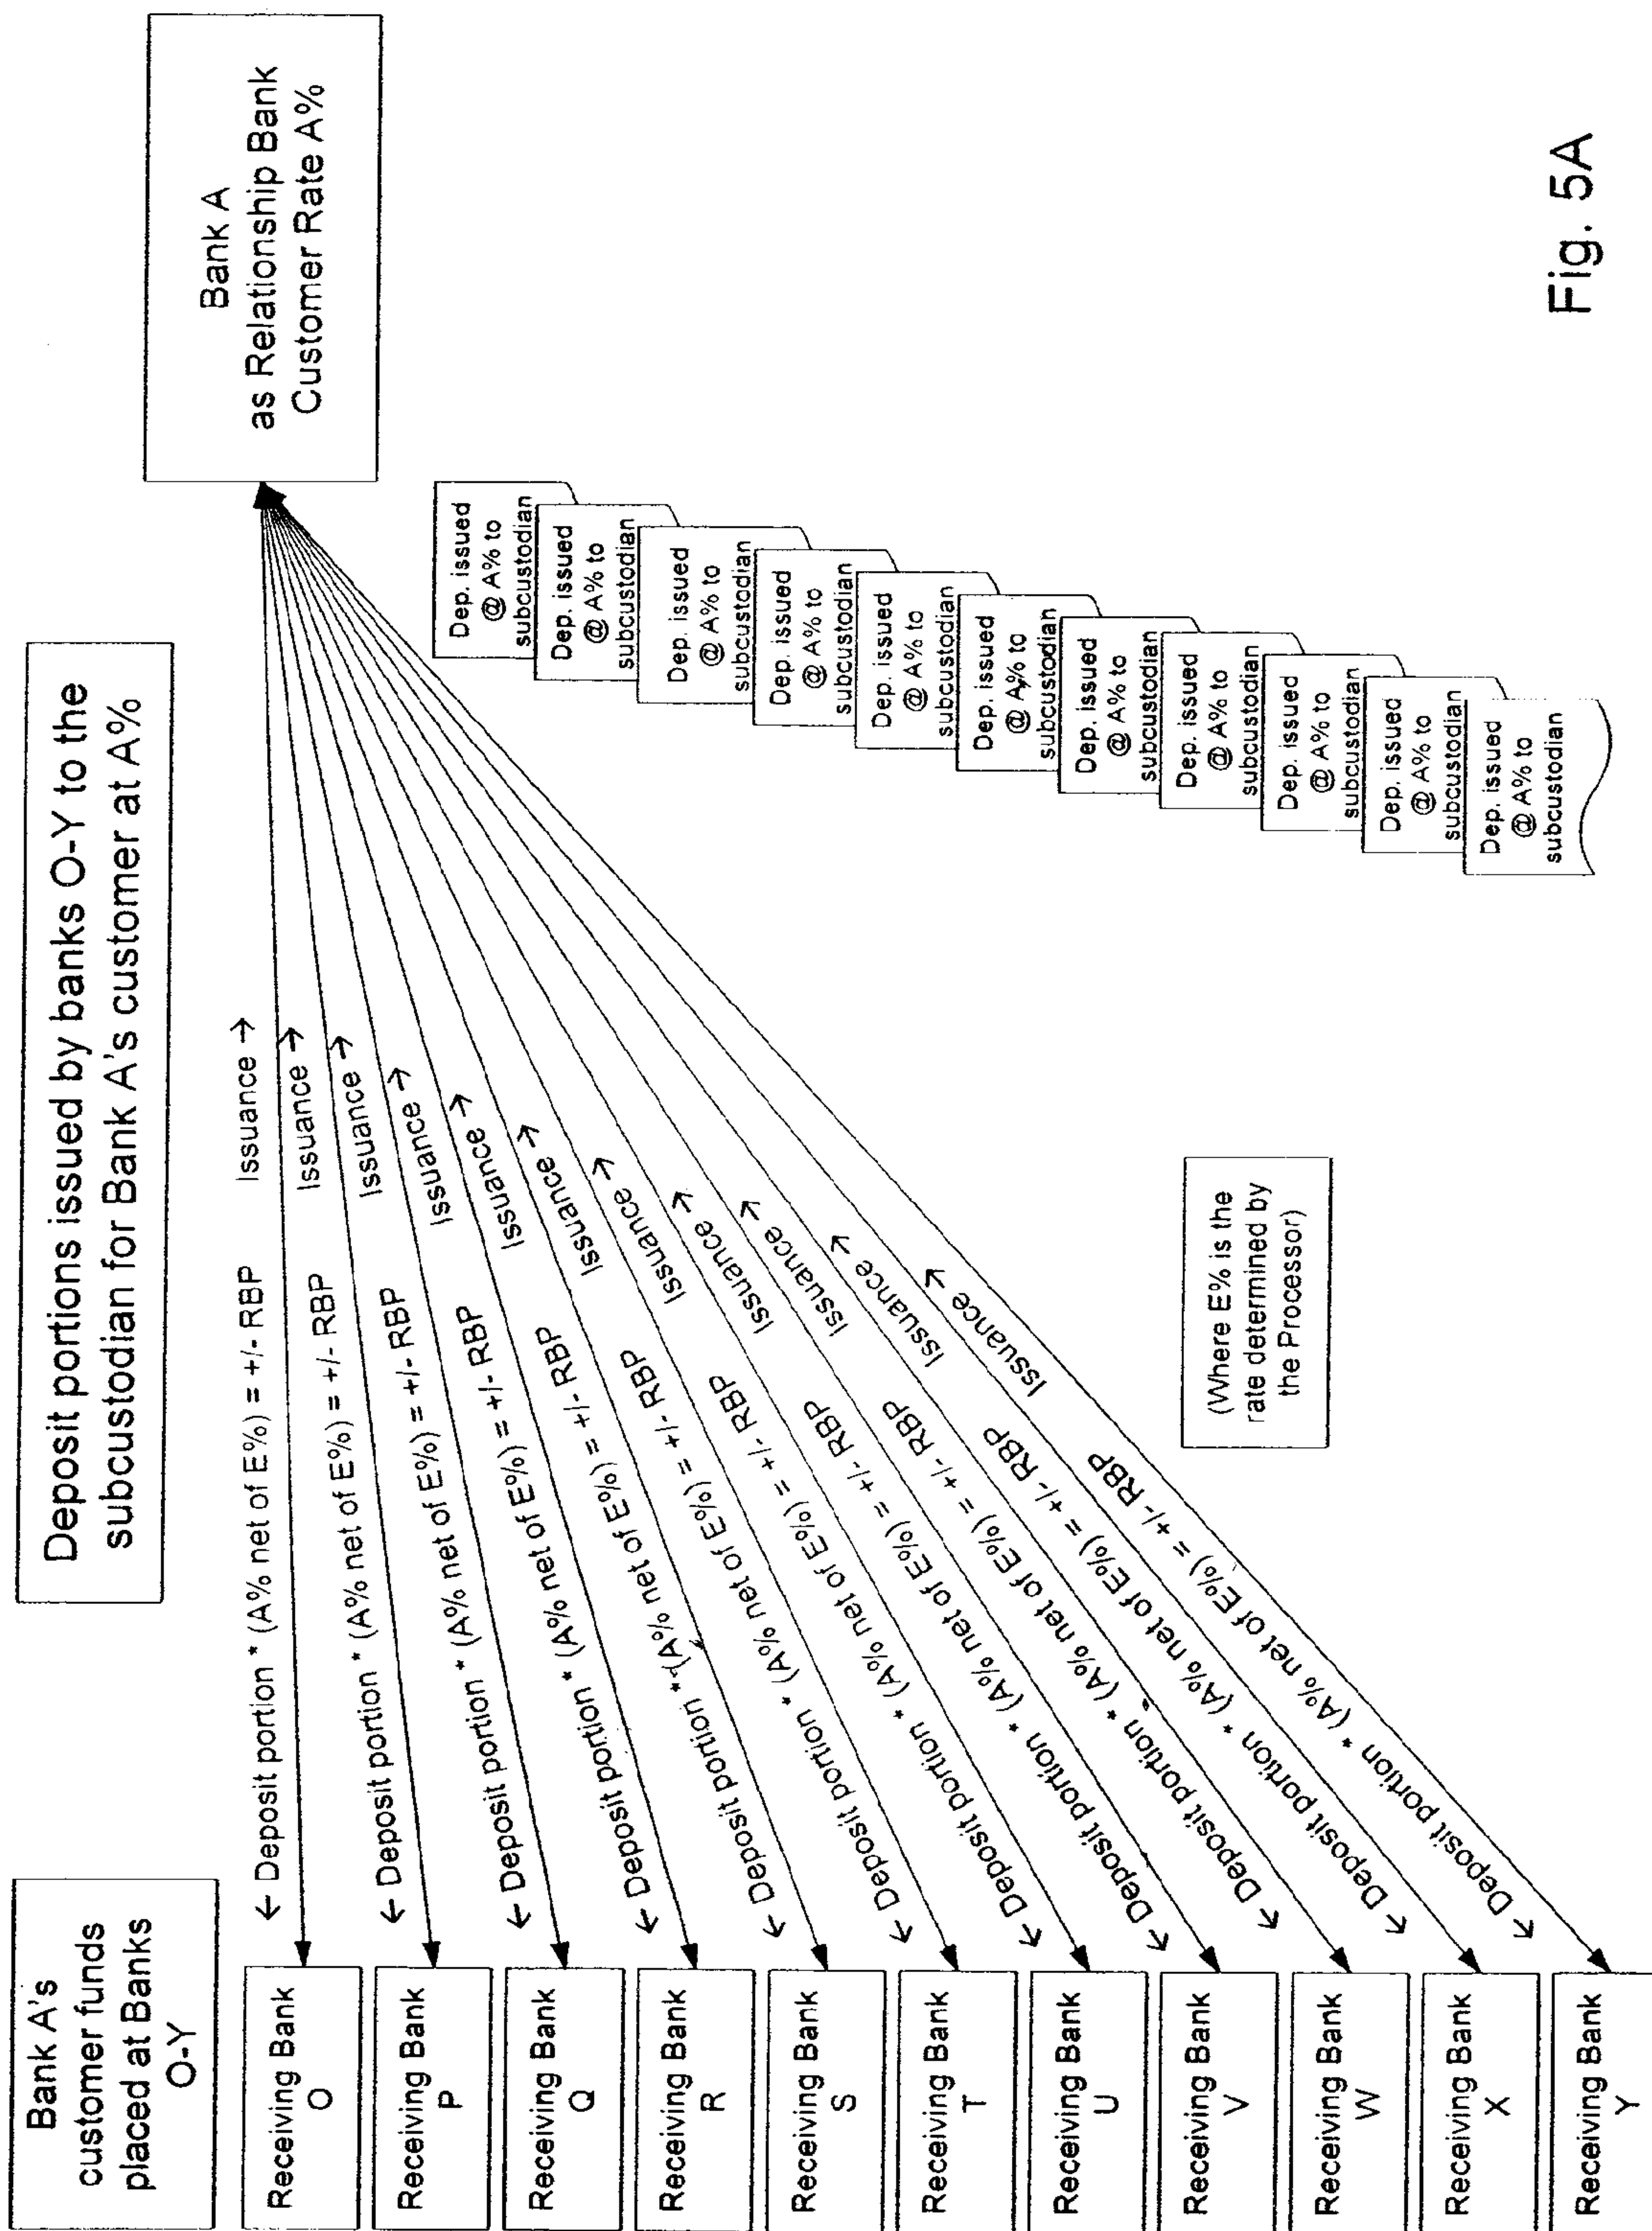 Bank A's
customer funds
placed at Banks
O-Y
Deposit portions issued by banks O-Y to the
subcustodian for Bank A's customer at A%
Bank A
as Relationship Bank
Customer Rate A%
Receiving Bank
O
Receiving Bank
P
Receiving Bank
Q
Receiving Bank
R
Receiving Bank
S
Receiving Bank
T
Receiving Bank
U
Receiving Bank
V
Receiving Bank
W
Receiving Bank
X
Receiving Bank
Y
← Deposit portion * (A% net of E%) = +/- RBP Issuance →
← Deposit portion * (A% net of E%) = +/- RBP Issuance →
← Deposit portion * (A% net of E%) = +/- RBP Issuance →
← Deposit portion * (A% net of E%) = +/- RBP Issuance →
← Deposit portion * (A% net of E%) = +/- RBP Issuance →
← Deposit portion * (A% net of E%) = +/- RBP Issuance →
← Deposit portion * (A% net of E%) = +/- RBP Issuance →
← Deposit portion * (A% net of E%) = +/- RBP Issuance →
← Deposit portion * (A% net of E%) = +/- RBP Issuance →
← Deposit portion * (A% net of E%) = +/- RBP Issuance →
← Deposit portion * (A% net of E%) = +/- RBP Issuance →
(Where E% is the
rate determined by
the Processor)
Dep. issued
@ A% to
subcustodian
Dep. issued
@ A% to
subcustodian
Dep. issued
@ A% to
subcustodian
Dep. issued
@ A% to
subcustodian
Dep. issued
@ A% to
subcustodian
Dep. issued
@ A% to
subcustodian
Dep. issued
@ A% to
subcustodian
Dep. issued
@ A% to
subcustodian
Dep. issued
@ A% to
subcustodian
Dep. issued
@ A% to
subcustodian
Dep. issued
@ A% to
subcustodian
Fig. 5A